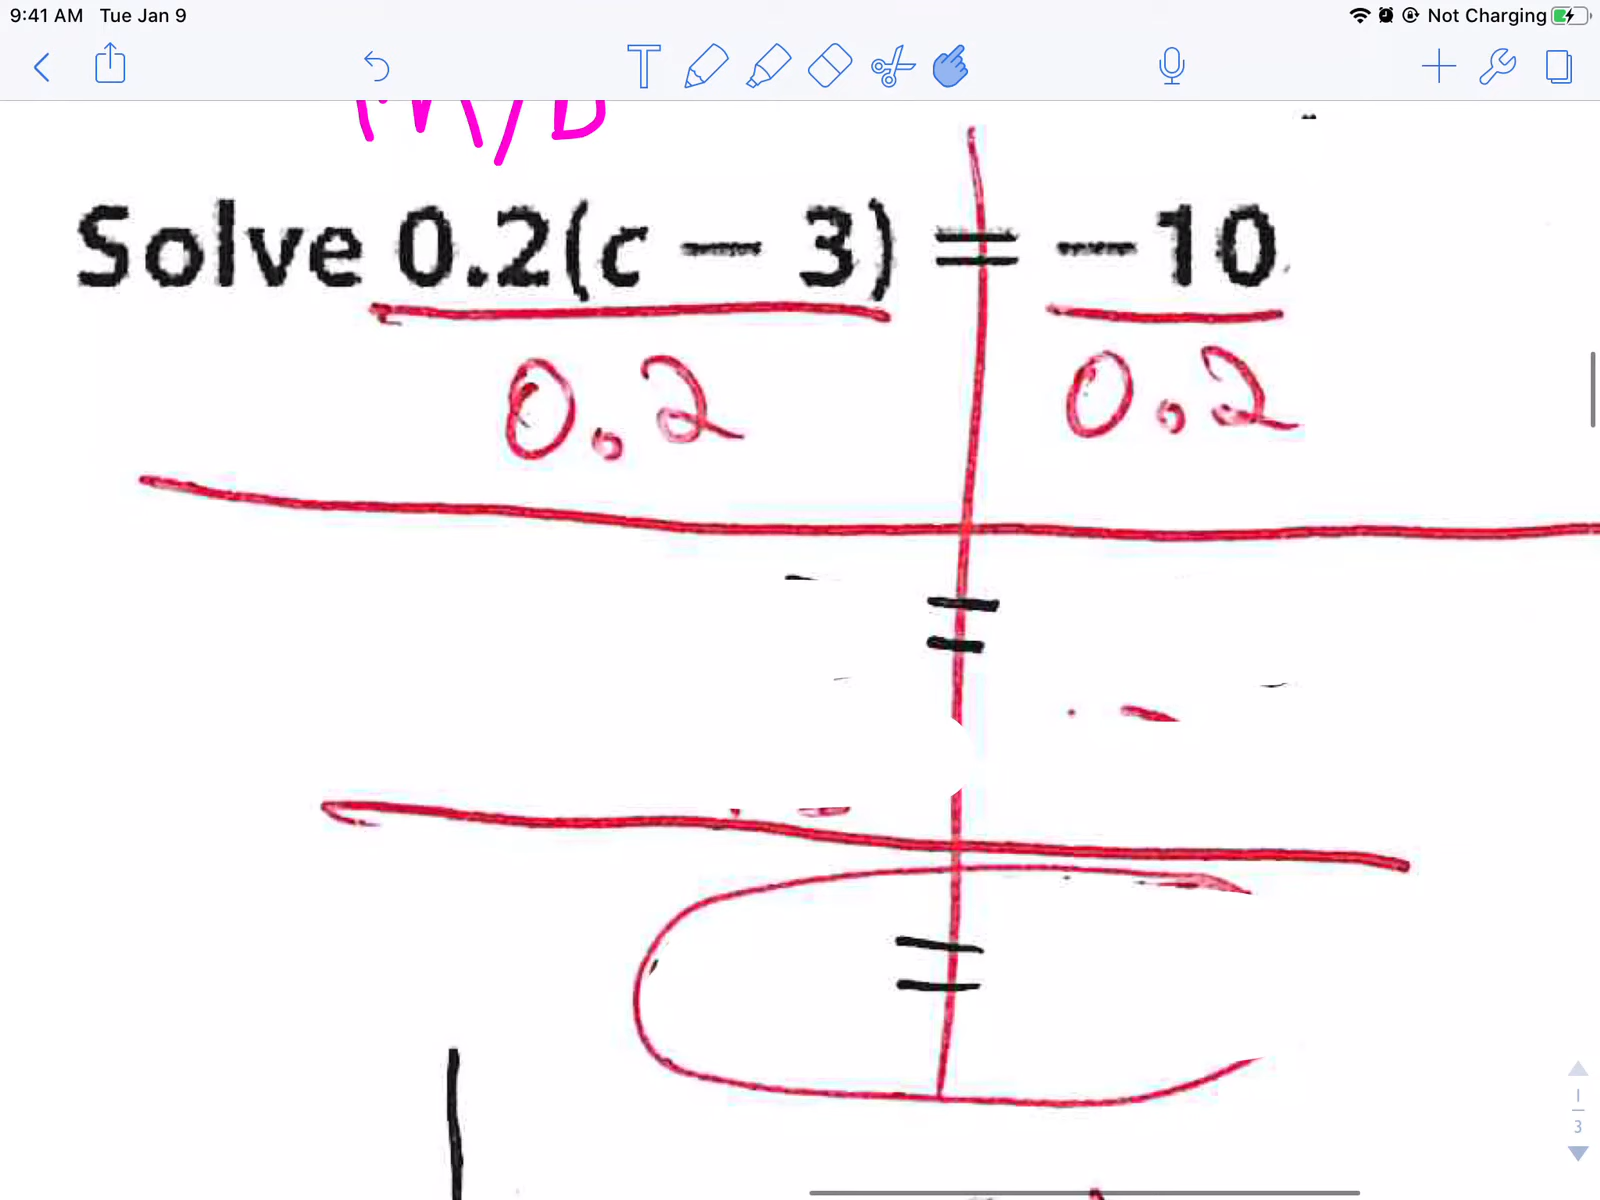 9:41 AM Tue Jan 9
Not Charging
T
M/D
Solve 0.2(c − 3) = −10
0.2 0.2
=
=
1
3